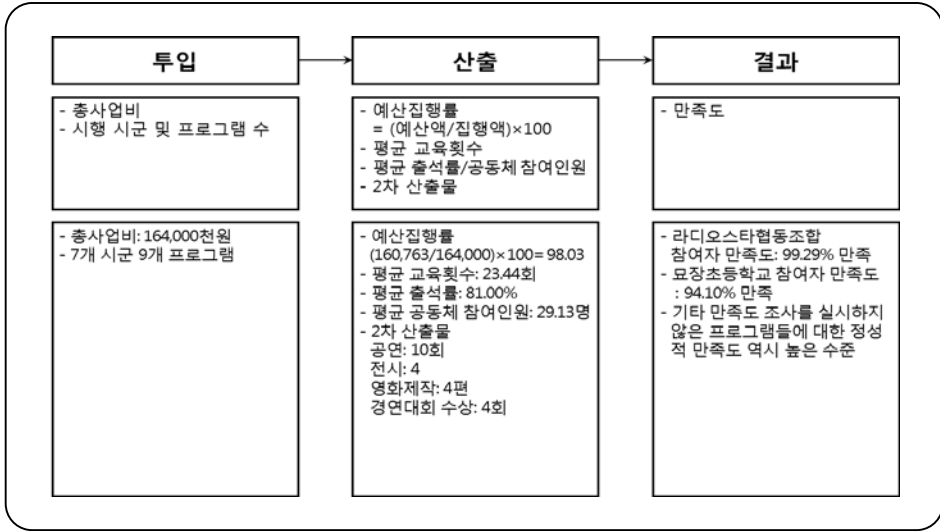 투입
산출
결과
- 총사업비
- 시행 시군 및 프로그램 수
- 예산집행률
= (예산액/집행액)×100
- 평균 교육횟수
- 평균 출석률/공동체 참여인원
- 2차 산출물
- 만족도
- 총사업비: 164,000천원
- 7개 시군 9개 프로그램
- 예산집행률
(160,763/164,000)×100= 98.03
- 평균 교육횟수: 23.44회
- 평균 출석률: 81.00%
- 평균 공동체 참여인원: 29.13명
- 2차 산출물
공연: 10회
전시: 4
영화제작: 4편
경연대회 수상: 4회
- 라디오스타협동조합
참여자 만족도: 99.29% 만족
- 묘장초등학교 참여자 만족도
: 94.10% 만족
- 기타 만족도 조사를 실시하지
않은 프로그램들에 대한 정성
적 만족도 역시 높은 수준